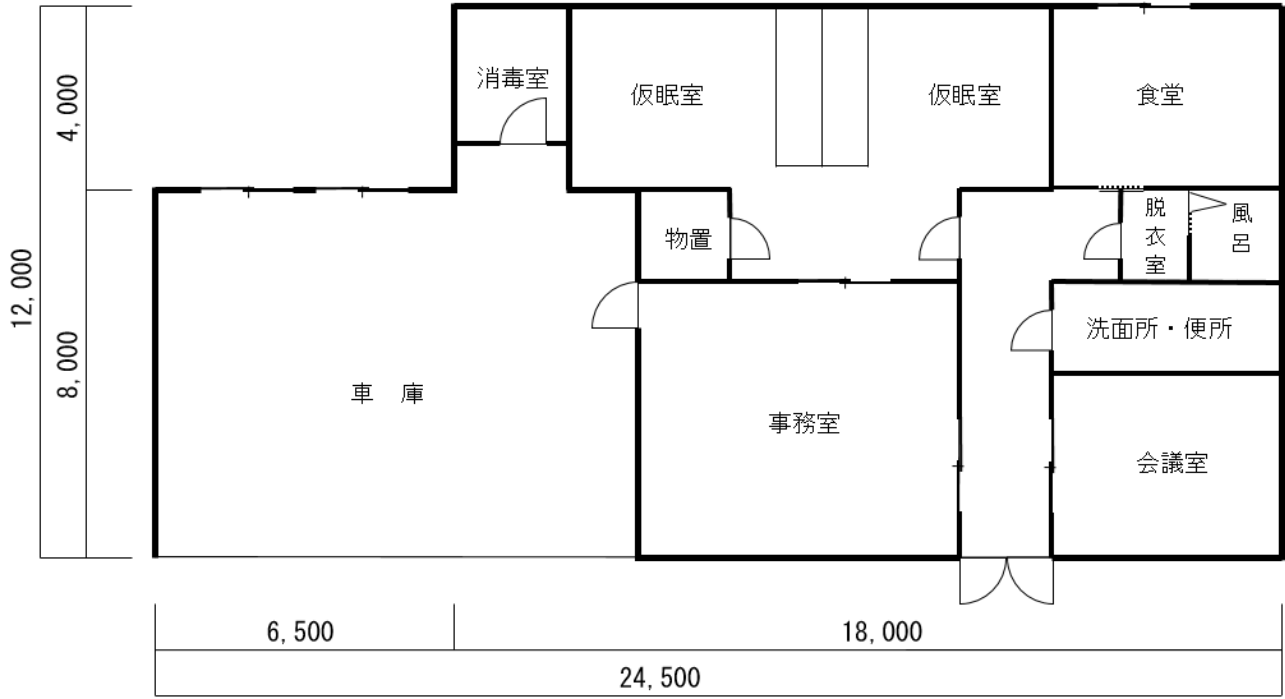 消毒室
仮眠室
仮眠室
食堂
4,000
物置
脱衣室
風呂
12,000
8,000
洗面所・便所
車　庫
事務室
会議室
6,500
18,000
24,500